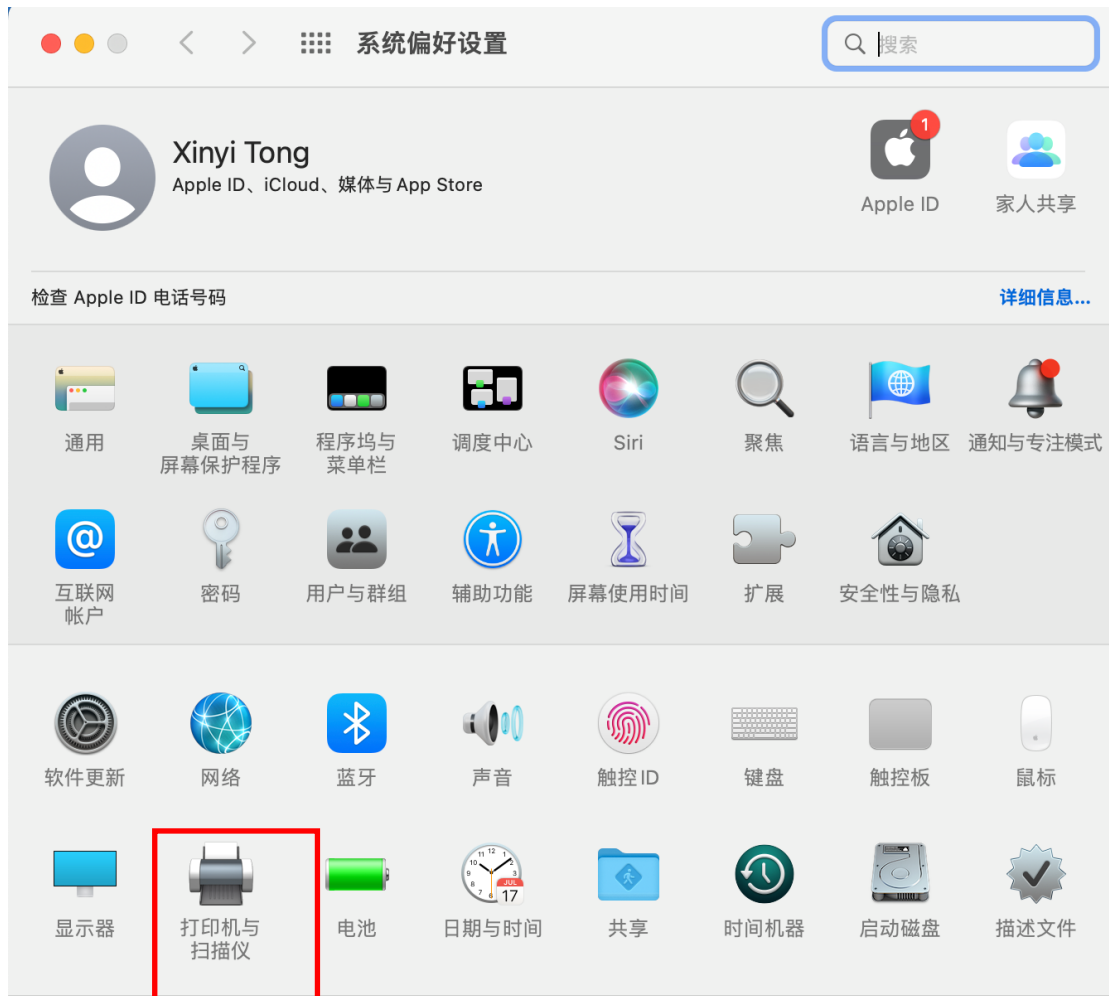 系统偏好设置
搜索
Xinyi Tong
Apple ID、iCloud、媒体与 App Store
1
Apple ID
家人共享
检查 Apple ID 电话号码
详细信息...
通用
桌面与
屏幕保护程序
程序坞与
菜单栏
调度中心
Siri
聚焦
语言与地区
通知与专注模式
@
互联网
帐户
密码
用户与群组
辅助功能
屏幕使用时间
扩展
安全性与隐私
软件更新
网络
蓝牙
声音
触控 ID
键盘
触控板
鼠标
显示器
打印机与
扫描仪
电池
JUL
17
日期与时间
共享
时间机器
启动磁盘
描述文件